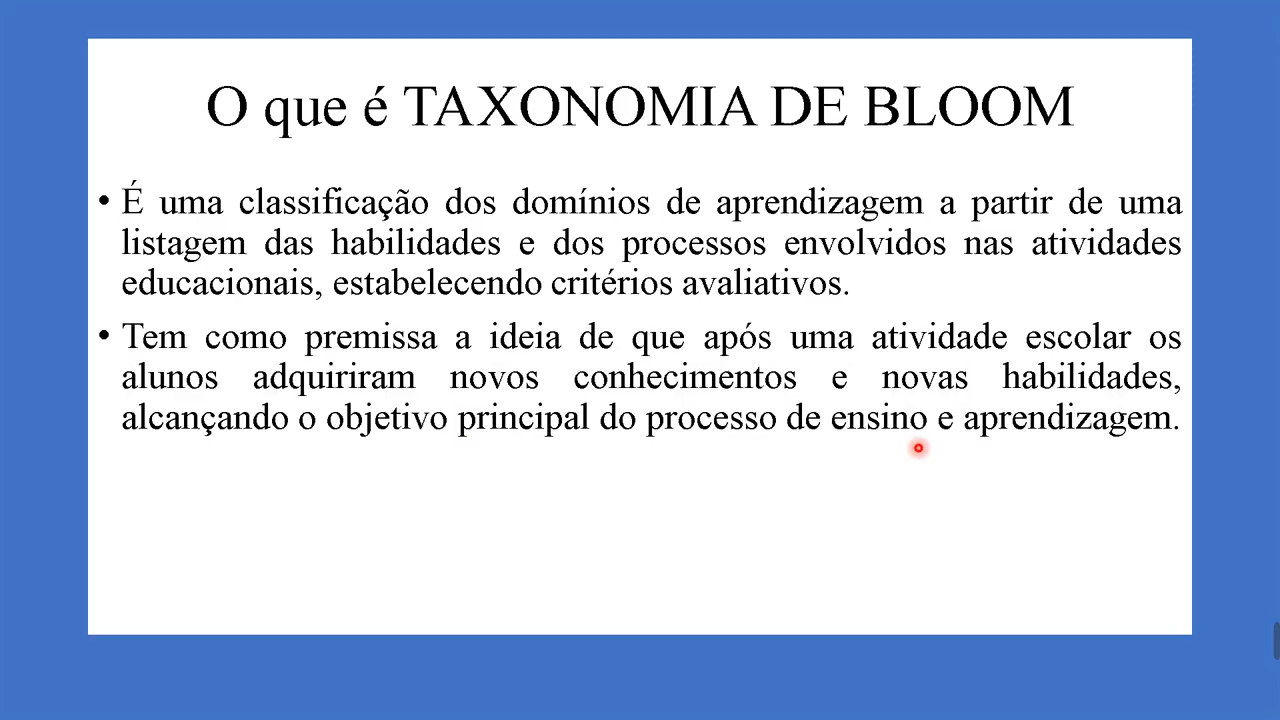 O que é TAXONOMIA DE BLOOM
• É uma classificação dos domínios de aprendizagem a partir de uma
listagem das habilidades e dos processos envolvidos nas atividades
educacionais, estabelecendo critérios avaliativos.
• Tem como premissa a ideia de que após uma atividade escolar os
alunos adquiriram novos conhecimentos e novas habilidades,
alcançando o objetivo principal do processo de ensino e aprendizagem.